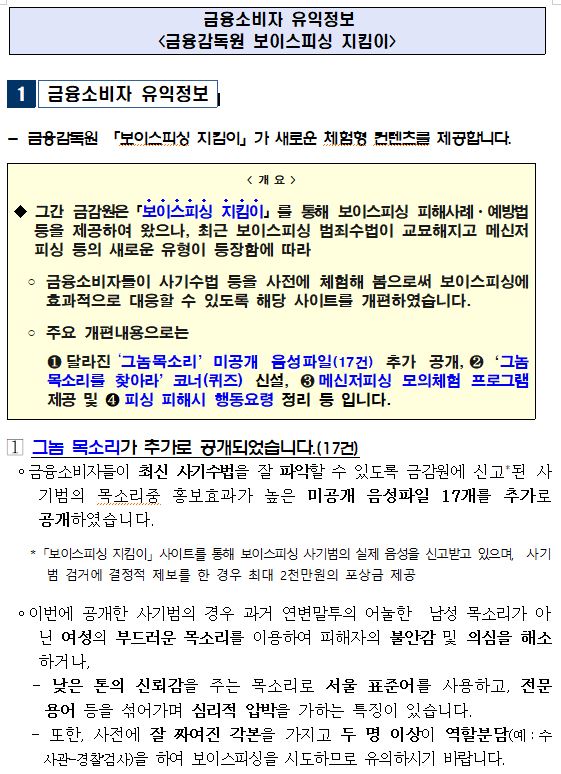 금융소비자 유익정보
<금융감독원 보이스피싱 지킴이>
1 금융소비자 유익정보
- 금융감독원 「보이스피싱 지킴이」가 새로운 체험형 컨텐츠를 제공합니다.
< 개 요 >
◆ 그간 금감원은 「보이스피싱 지킴이」를 통해 보이스피싱 피해사례·예방법
등을 제공하여 왔으나, 최근 보이스피싱 범죄수법이 교묘해지고 메신저
피싱 등의 새로운 유형이 등장함에 따라
○ 금융소비자들이 사기수법 등을 사전에 체험해 봄으로써 보이스피싱에
효과적으로 대응할 수 있도록 해당 사이트를 개편하였습니다.
○ 주요 개편내용으로는
❶ 달라진 '그놈목소리' 미공개 음성파일(17건) 추가 공개, ❷ '그놈
목소리를 찾아라' 코너(퀴즈) 신설, ❸ 메신저피싱 모의체험 프로그램
제공 및 ❹ 피싱 피해시 행동요령 정리 등 입니다.
1 그놈 목소리가 추가로 공개되었습니다.(17건)
○ 금융소비자들이 최신 사기수법을 잘 파악할 수 있도록 금감원에 신고*된 사
기범의 목소리중 홍보효과가 높은 미공개 음성파일 17개를 추가로
공개하였습니다.
* 「보이스피싱 지킴이」 사이트를 통해 보이스피싱 사기범의 실제 음성을 신고받고 있으며, 사기
범 검거에 결정적 제보를 한 경우 최대 2천만원의 포상금 제공
○ 이번에 공개한 사기범의 경우 과거 연변말투의 어눌한 남성 목소리가 아
닌 여성의 부드러운 목소리를 이용하여 피해자의 불안감 및 의심을 해소
하거나,
- 낮은 톤의 신뢰감을 주는 목소리로 서울 표준어를 사용하고, 전문
용어 등을 섞어가며 심리적 압박을 가하는 특징이 있습니다.
- 또한, 사전에 잘 짜여진 각본을 가지고 두 명 이상이 역할분담(예 : 수
사관-경찰검사)을 하여 보이스피싱을 시도하므로 유의하시기 바랍니다.